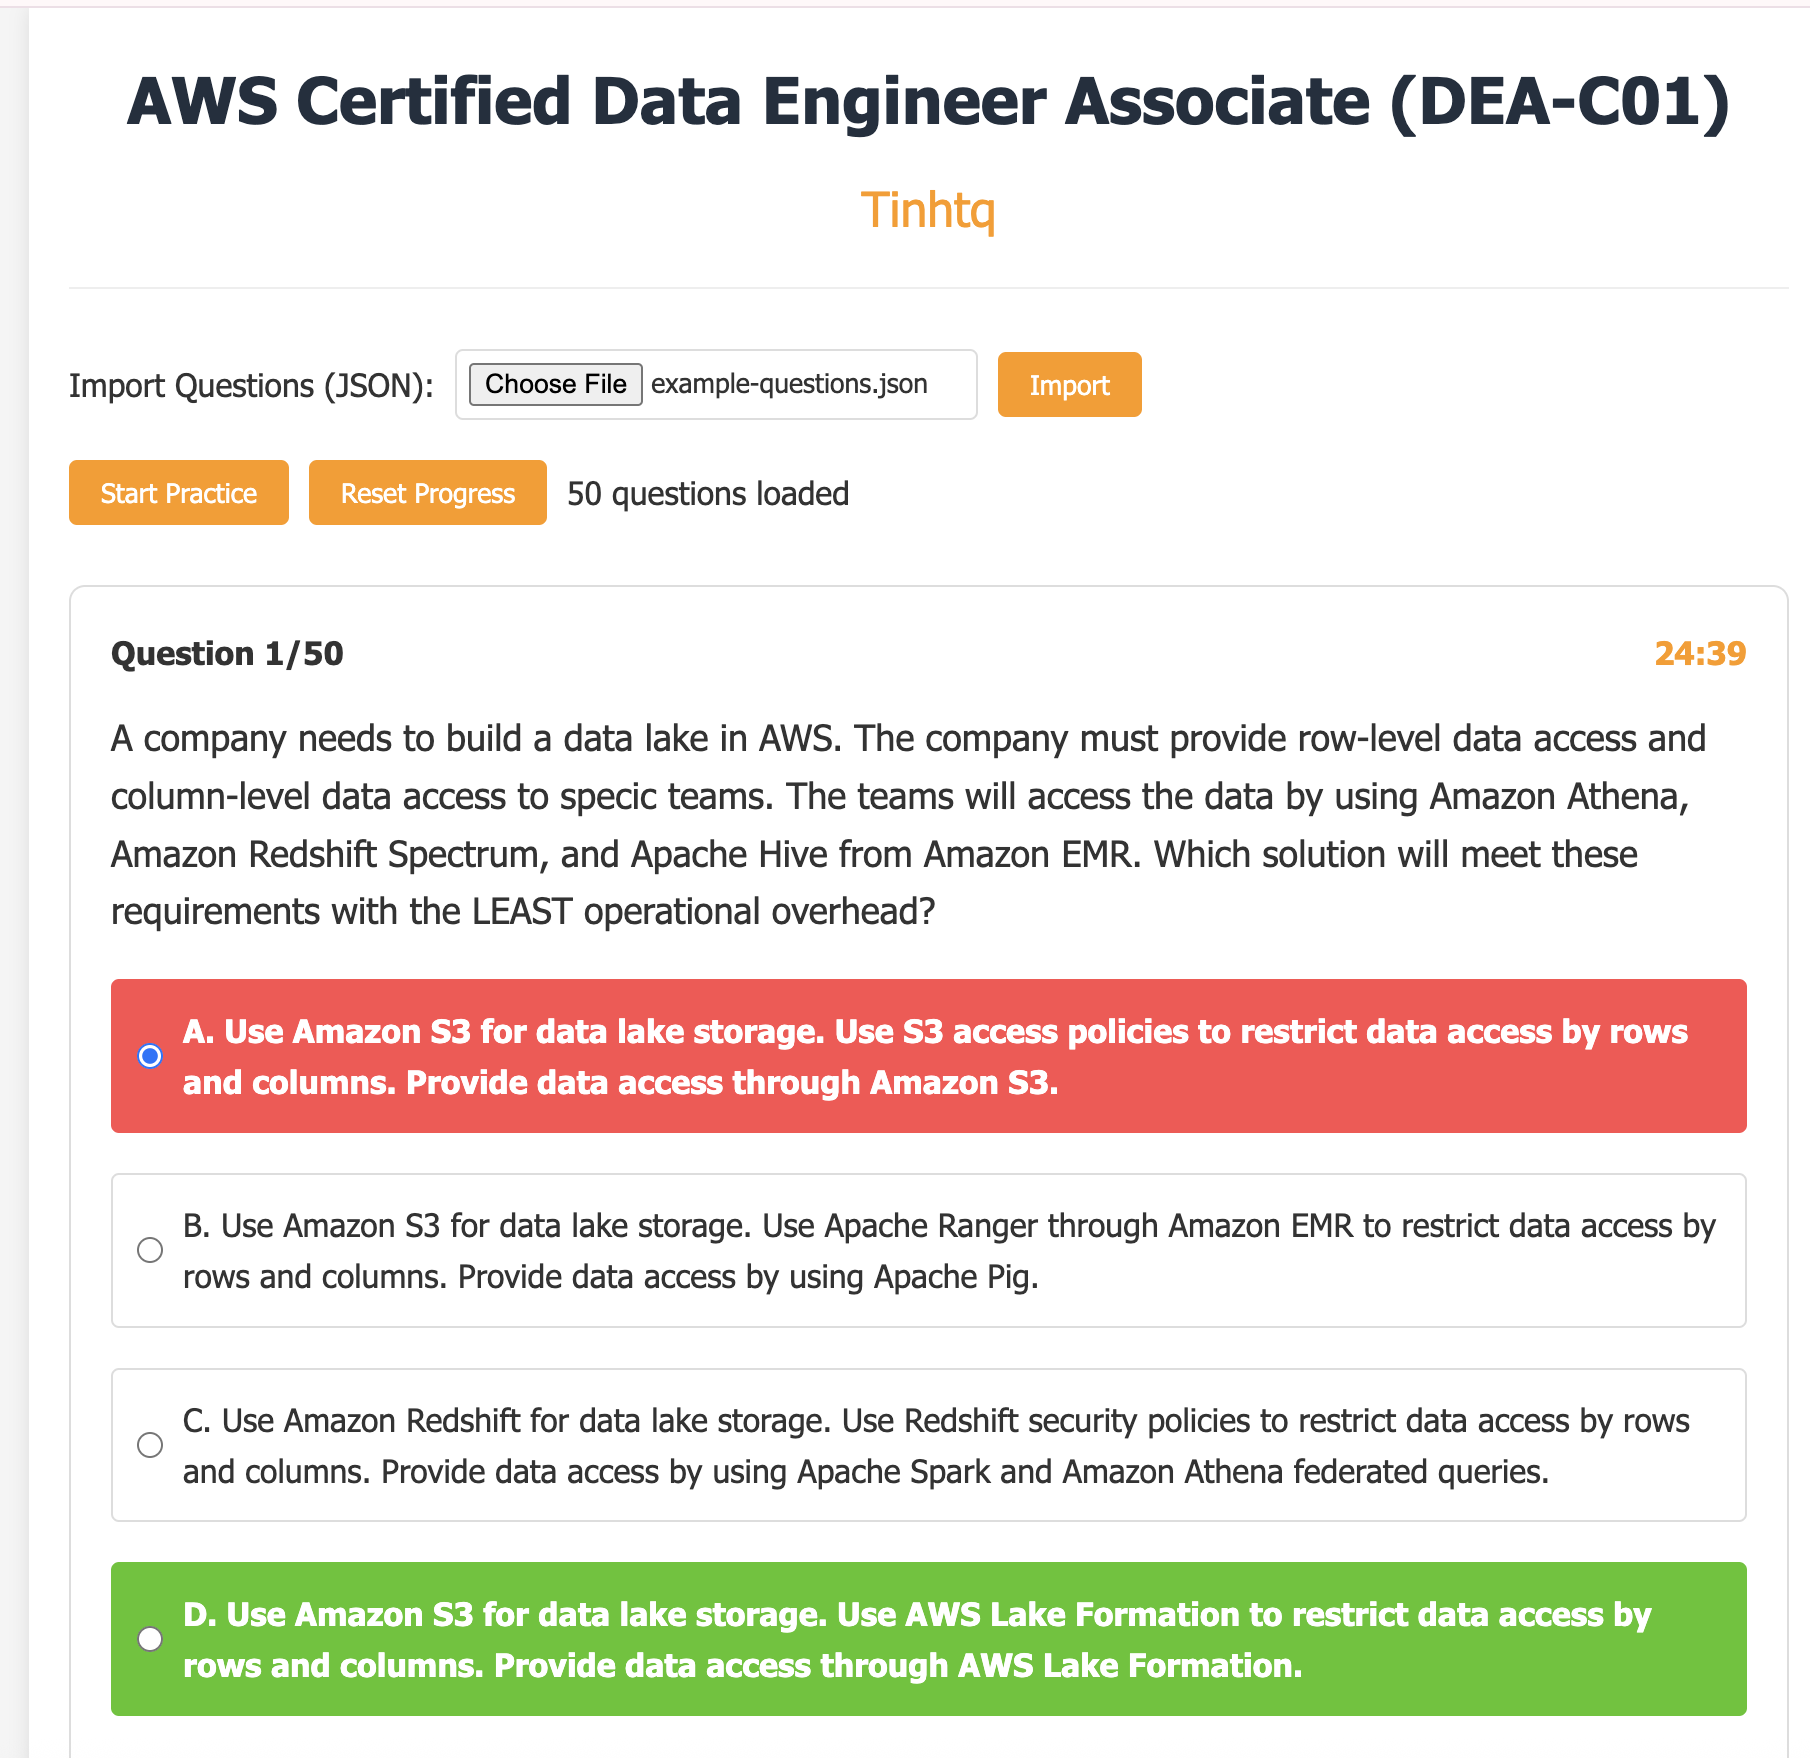 AWS Certified Data Engineer Associate (DEA-C01)
Tinhtq
Import Questions (JSON):
Choose File
example-questions.json
Import
Start Practice
Reset Progress
50 questions loaded
Question 1/50
24:39
A company needs to build a data lake in AWS. The company must provide row-level data access and
column-level data access to specic teams. The teams will access the data by using Amazon Athena,
Amazon Redshift Spectrum, and Apache Hive from Amazon EMR. Which solution will meet these
requirements with the LEAST operational overhead?
A. Use Amazon S3 for data lake storage. Use S3 access policies to restrict data access by rows
and columns. Provide data access through Amazon S3.
B. Use Amazon S3 for data lake storage. Use Apache Ranger through Amazon EMR to restrict data access by
rows and columns. Provide data access by using Apache Pig.
C. Use Amazon Redshift for data lake storage. Use Redshift security policies to restrict data access by rows
and columns. Provide data access by using Apache Spark and Amazon Athena federated queries.
D. Use Amazon S3 for data lake storage. Use AWS Lake Formation to restrict data access by
rows and columns. Provide data access through AWS Lake Formation.